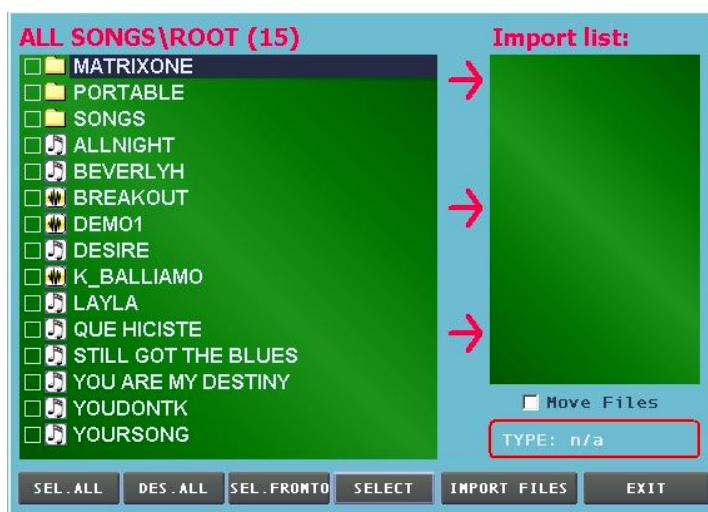 ALL SONGS\ROOT (15)
Import list:
MATRIXONE
PORTABLE
SONGS
ALLNIGHT
BEVERLYH
BREAKOUT
DEMO1
DESIRE
K_BALLIAMO
LAYLA
QUE HICISTE
STILL GOT THE BLUES
YOU ARE MY DESTINY
YOUDONTK
YOURSONG
Move Files
TYPE: n/a
SEL.ALL DES.ALL SEL.FROMTO SELECT IMPORT FILES EXIT